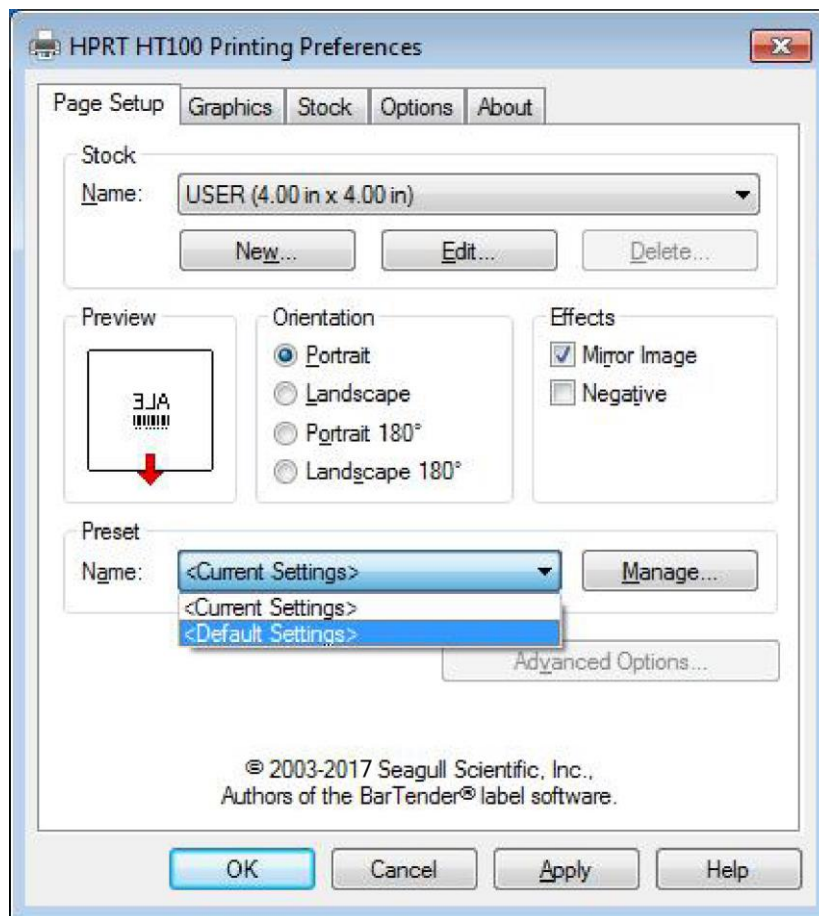 HPRT HT100 Printing Preferences
Page Setup Graphics Stock Options About
Stock
Name: USER (4.00 in x 4.00 in)
New... Edit... Delete...
Preview Orientation Effects
Portrait Mirror Image
Landscape Negative
Portrait 180°
Landscape 180°
ALE
Preset
Name: <Current Settings> Manage...
<Current Settings>
<Default Settings>
Advanced Options...
© 2003-2017 Seagull Scientific, Inc.,
Authors of the BarTender® label software.
OK Cancel Apply Help